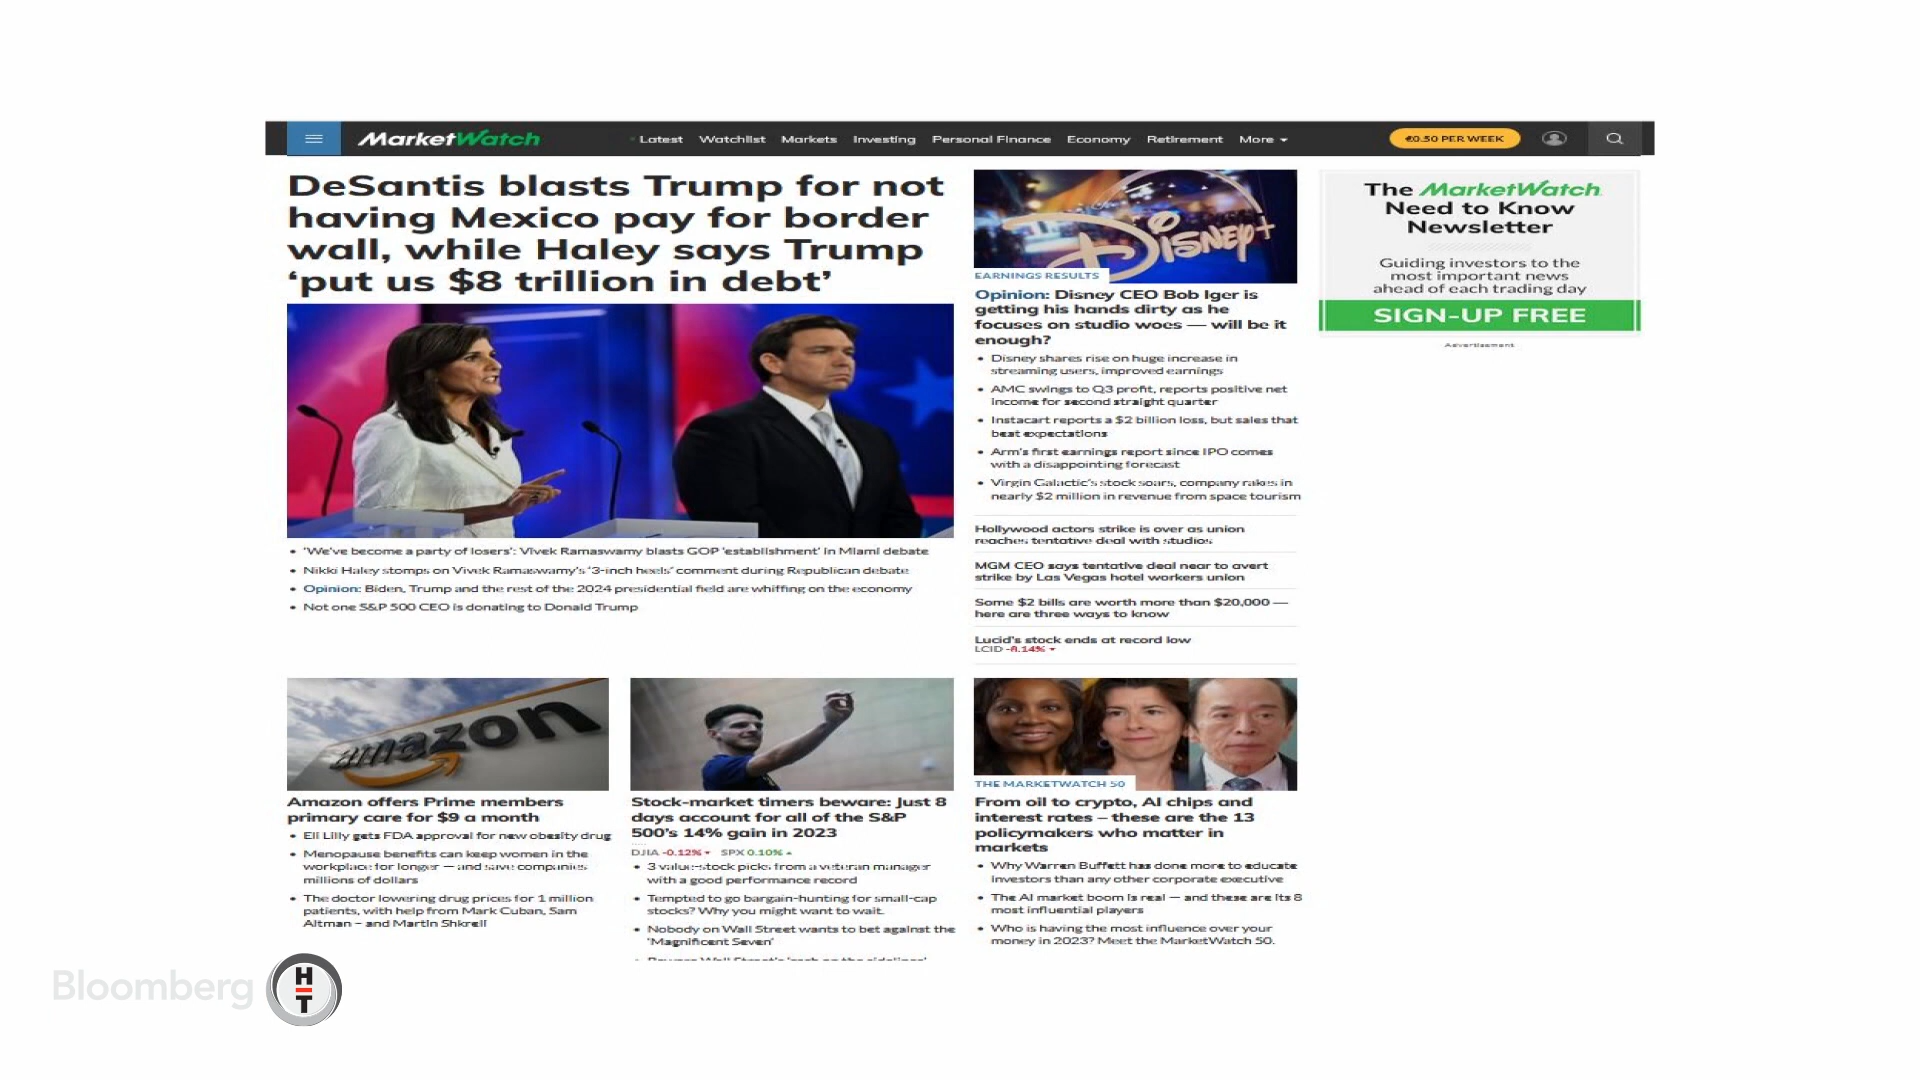 MarketWatch
Latest Watchlist Markets Investing Personal Finance Economy Retirement More
€0.50 PER WEEK
DeSantis blasts Trump for not
having Mexico pay for border
wall, while Haley says Trump
‘put us $8 trillion in debt’
• ‘We’ve become a party of losers’: Vivek Ramaswamy blasts GOP ‘establishment’ in Miami debate
• Nikki Haley stomps on Vivek Ramaswamy’s ‘3-inch heels’ comment during Republican debate
• Opinion: Biden, Trump and the rest of the 2024 presidential field are whiffing on the economy
• Not one S&P 500 CEO is donating to Donald Trump
Disney+
EARNINGS RESULTS
Opinion: Disney CEO Bob Iger is
getting his hands dirty as he
focuses on studio woes — will be it
enough?
• Disney shares rise on huge increase in
streaming users, improved earnings
• AMC swings to Q3 profit, reports positive net
income for second straight quarter
• Instacart reports a $2 billion loss, but sales that
beat expectations
• Arm’s first earnings report since IPO comes
with a disappointing forecast
• Virgin Galactic’s stock soars, company rakes in
nearly $2 million in revenue from space tourism
Hollywood actors strike is over as union
reaches tentative deal with studios
MGM CEO says tentative deal near to avert
strike by Las Vegas hotel workers union
Some $2 bills are worth more than $20,000 —
here are three ways to know
Lucid’s stock ends at record low
LCID
The MarketWatch
Need to Know
Newsletter
Guiding investors to the
most important news
ahead of each trading day
SIGN-UP FREE
Advertisement
amazon
Amazon offers Prime members
primary care for $9 a month
• Eli Lilly gets FDA approval for new obesity drug
• Menopause benefits can keep women in the
workplace for longer — and save companies
millions of dollars
• The doctor lowering drug prices for 1 million
patients, with help from Mark Cuban, Sam
Altman – and Martin Shkreli
Stock-market timers beware: Just 8
days account for all of the S&P
500’s 14% gain in 2023
DJIA -0.12% SPX 0.10%
• 3 value-stock picks from a veteran manager
with a good performance record
• Tempted to go bargain-hunting for small-cap
stocks? Why you might want to wait.
• Nobody on Wall Street wants to bet against the
‘Magnificent Seven’
THE MARKETWATCH 50
From oil to crypto, AI chips and
interest rates – these are the 13
policymakers who matter in
markets
• Why Warren Buffett has done more to educate
investors than any other corporate executive
• The AI market boom is real — and these are its 8
most influential players
• Who is having the most influence over your
money in 2023? Meet the MarketWatch 50.
Bloomberg HT